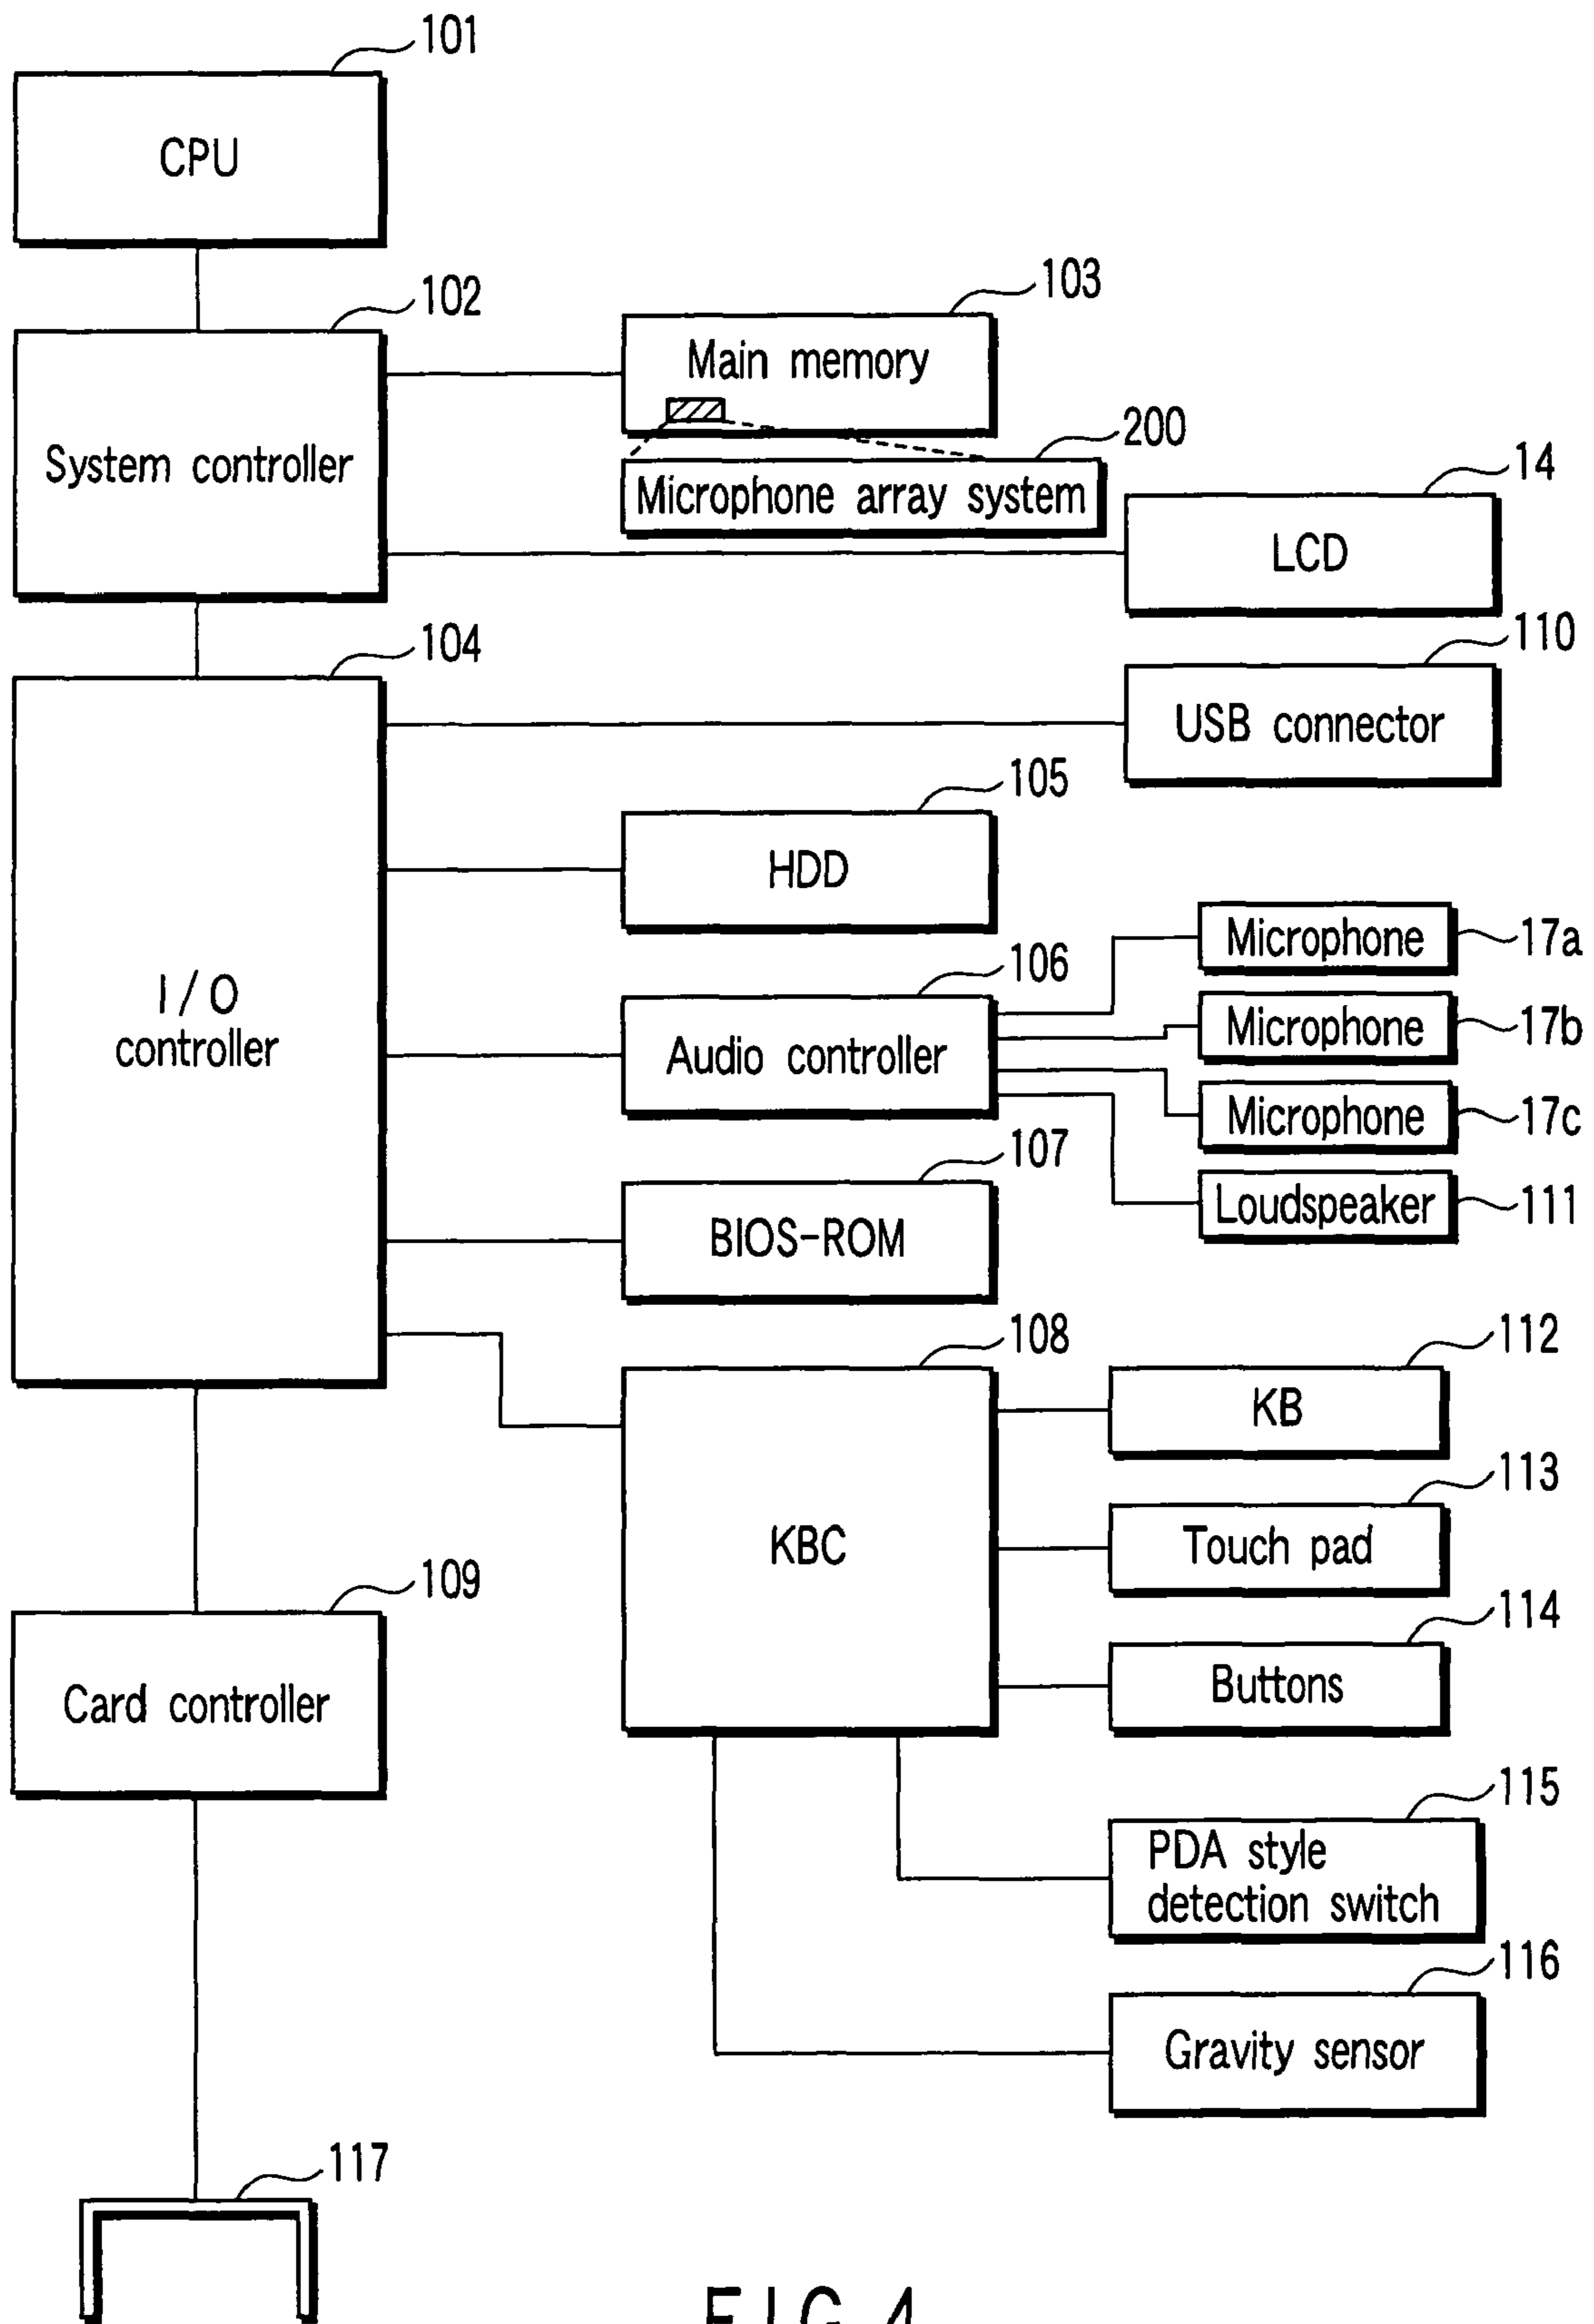 101
CPU
102
103
Main memory
System controller
200
Microphone array system
14
LCD
104
110
USB connector
105
HDD
17a
Microphone
106
I/O
controller
Audio controller
Microphone
17b
Microphone
17c
107
BIOS-ROM
Loudspeaker
111
108
112
KB
113
KBC
Touch pad
109
114
Card controller
Buttons
115
PDA style
detection switch
116
Gravity sensor
117
FIG. 4